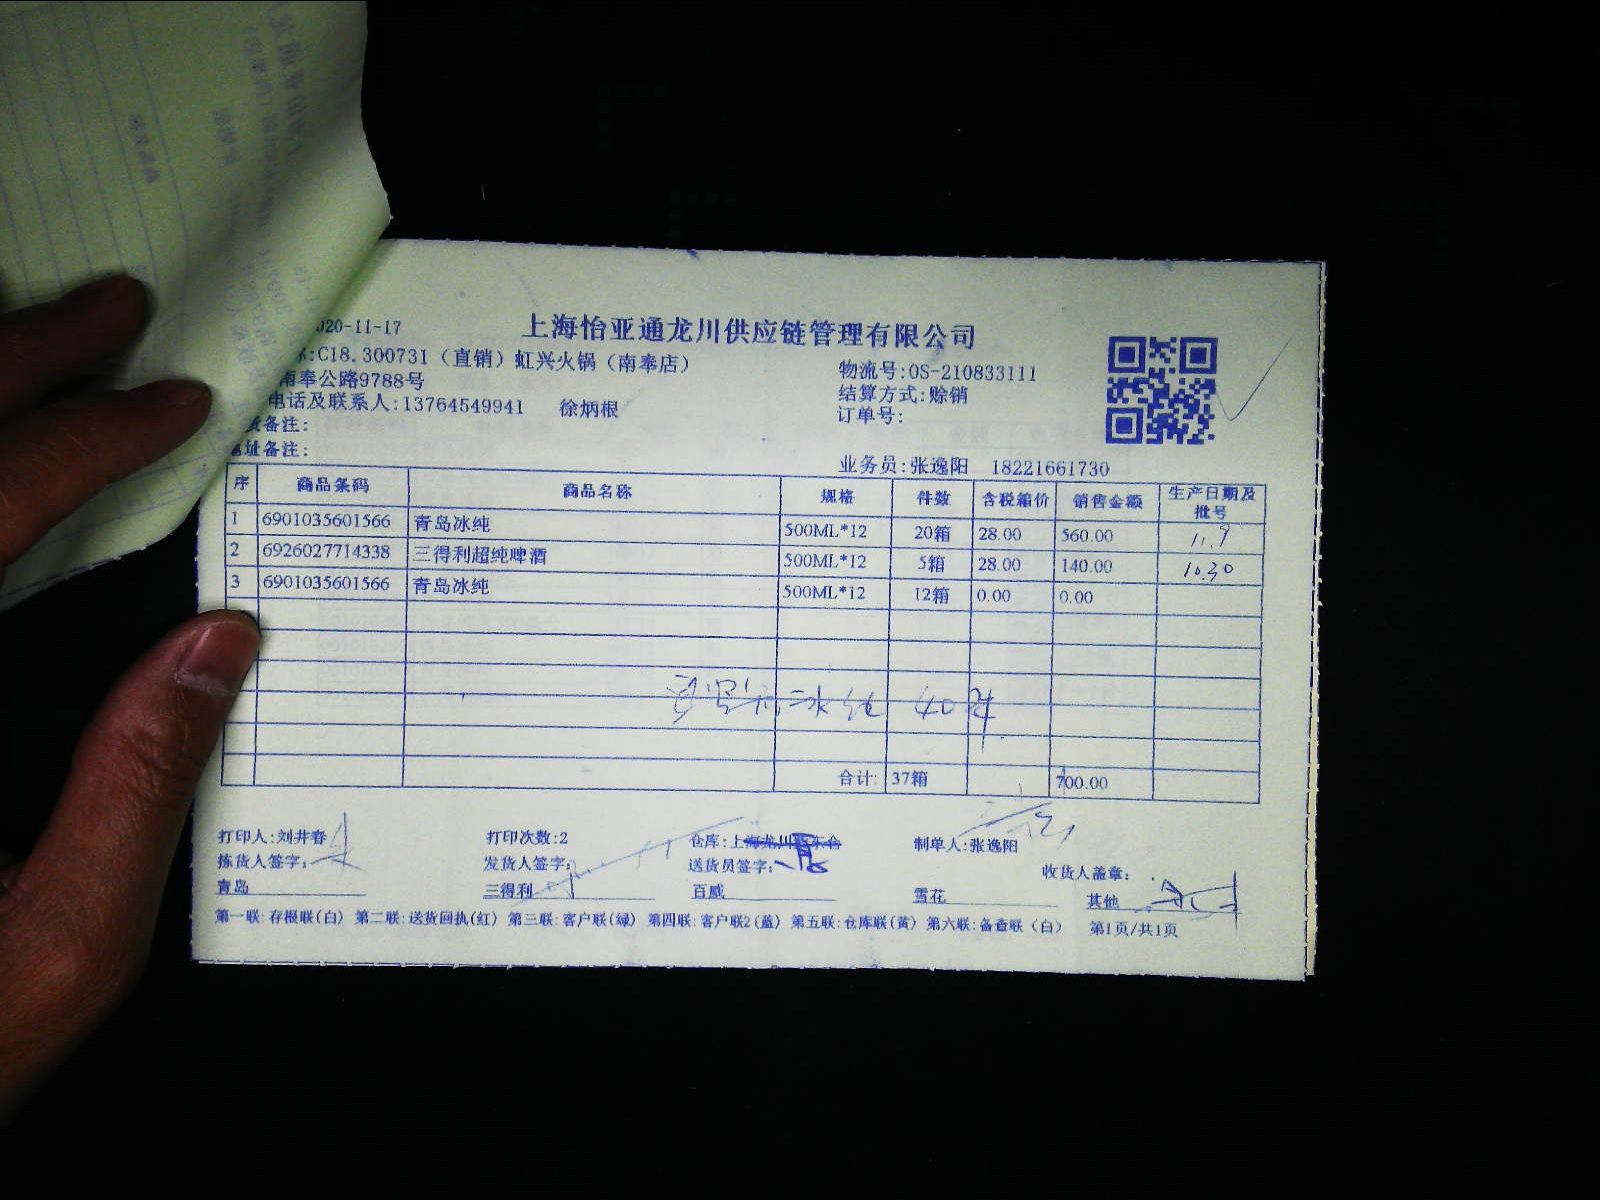 020-11-17
上海怡亚通龙川供应链管理有限公司
:C18.300731（直销）虹兴火锅（南奉店）
物流号:OS-210833111
南奉公路9788号
结算方式:赊销
电话及联系人:13764549941 徐炳根
订单号:
备注:
地址备注:
业务员:张逸阳 18221661730
序 商品条码 商品名称 规格 件数 含税箱价 销售金额 生产日期及批号
1 6901035601566 青岛冰纯 500ML*12 20箱 28.00 560.00 11.9
2 6926027714338 三得利超纯啤酒 500ML*12 5箱 28.00 140.00 10.30
3 6901035601566 青岛冰纯 500ML*12 12箱 0.00 0.00
冰纯 40
合计: 37箱 700.00
打印人:刘井春 打印次数:2 仓库:上海龙川 东仓 制单人:张逸阳
拣货人签字: 发货人签字: 送货员签字: 收货人盖章:
青岛 三得利 百威 雪花 其他
第一联:存根联(白) 第二联:送货回执(红) 第三联:客户联(绿) 第四联:客户联2(蓝) 第五联:仓库联(黄) 第六联:备查联（白） 第1页/共1页